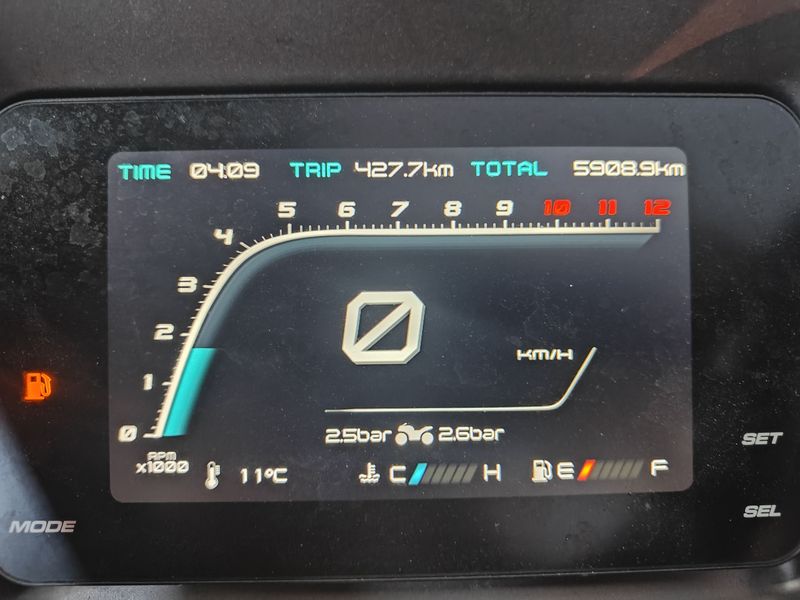 TIME 04:09 TRIP 427.7km TOTAL 5908.9km
5 6 7 8 9 10 11 12
4
3
2
1
0
0
KM/H
2.5bar 2.6bar
RPM
x1000
11°C C H E F
SET
SEL
MODE